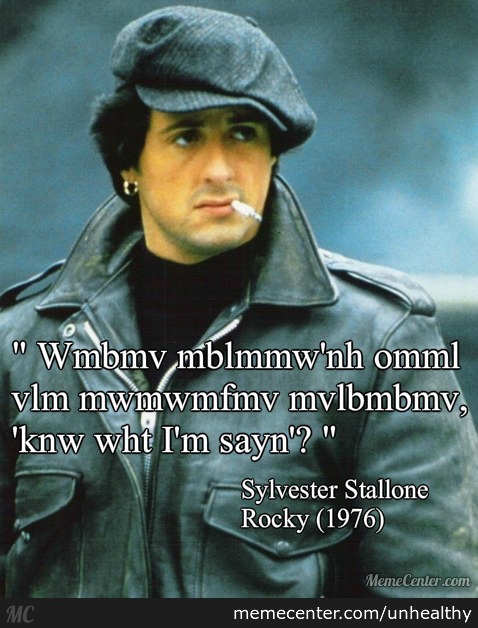 " Wmbmv mblmmw'nh omml
vlm mwmwmfmv mvlbmbmv,
'knw wht I'm sayn'? "
Sylvester Stallone
Rocky (1976)
MemeCenter.com
MC
memecenter.com/unhealthy